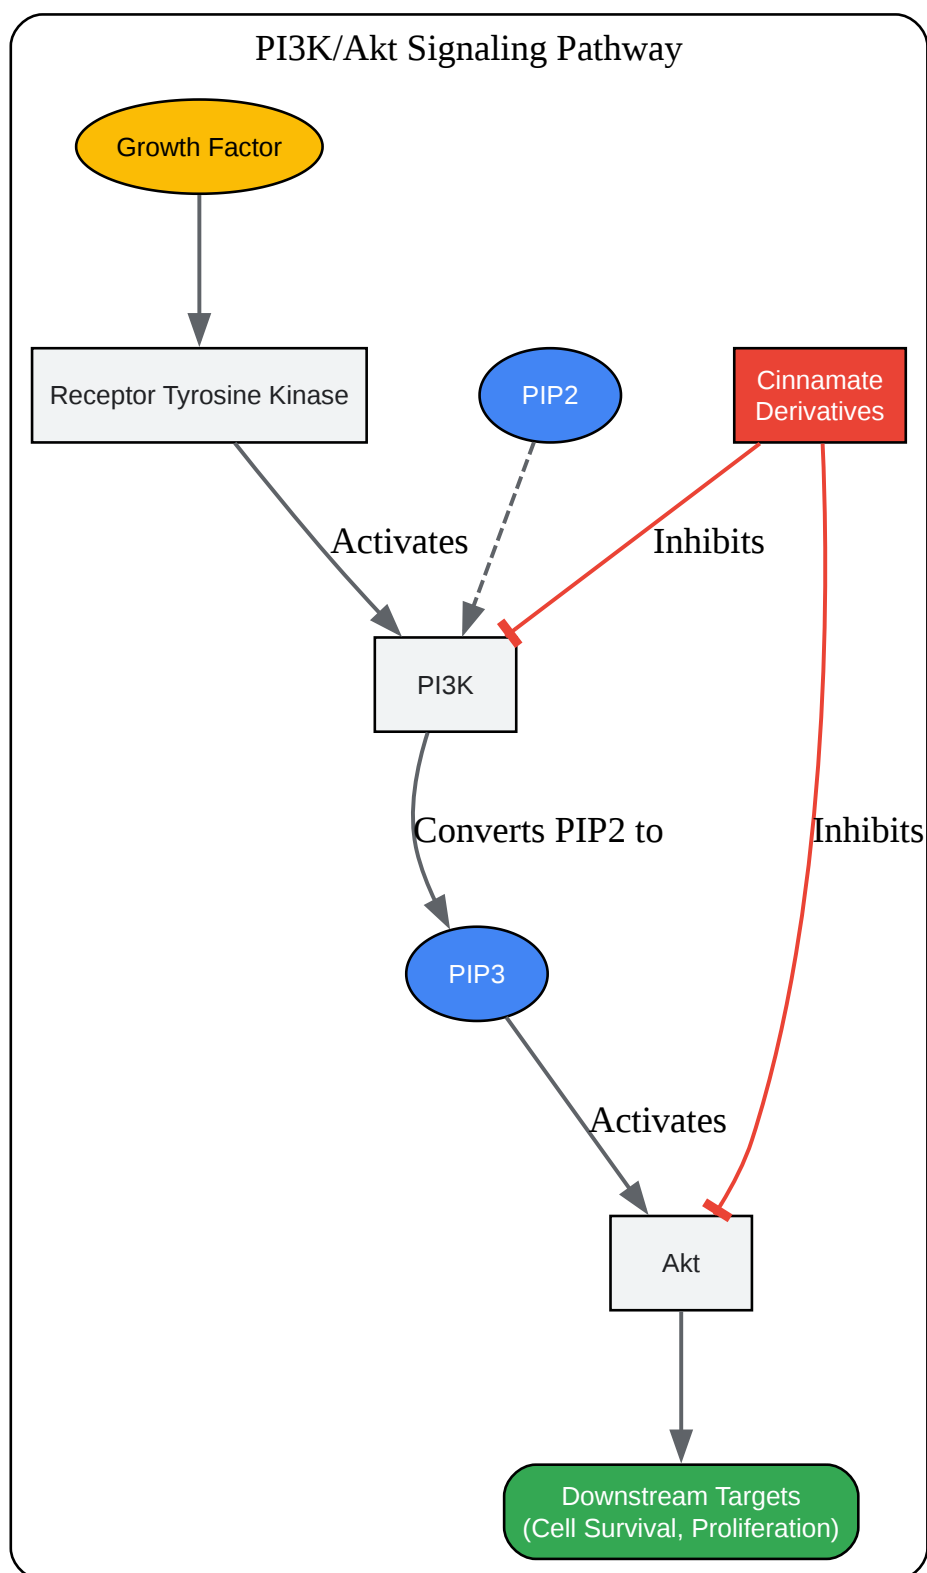 PI3K/Akt Signaling Pathway
Growth Factor
Receptor Tyrosine Kinase
PIP2
Cinnamate
Derivatives
Activates
Inhibits
PI3K
Converts PIP2 to
Inhibits
PIP3
Activates
Akt
Downstream Targets
(Cell Survival, Proliferation)